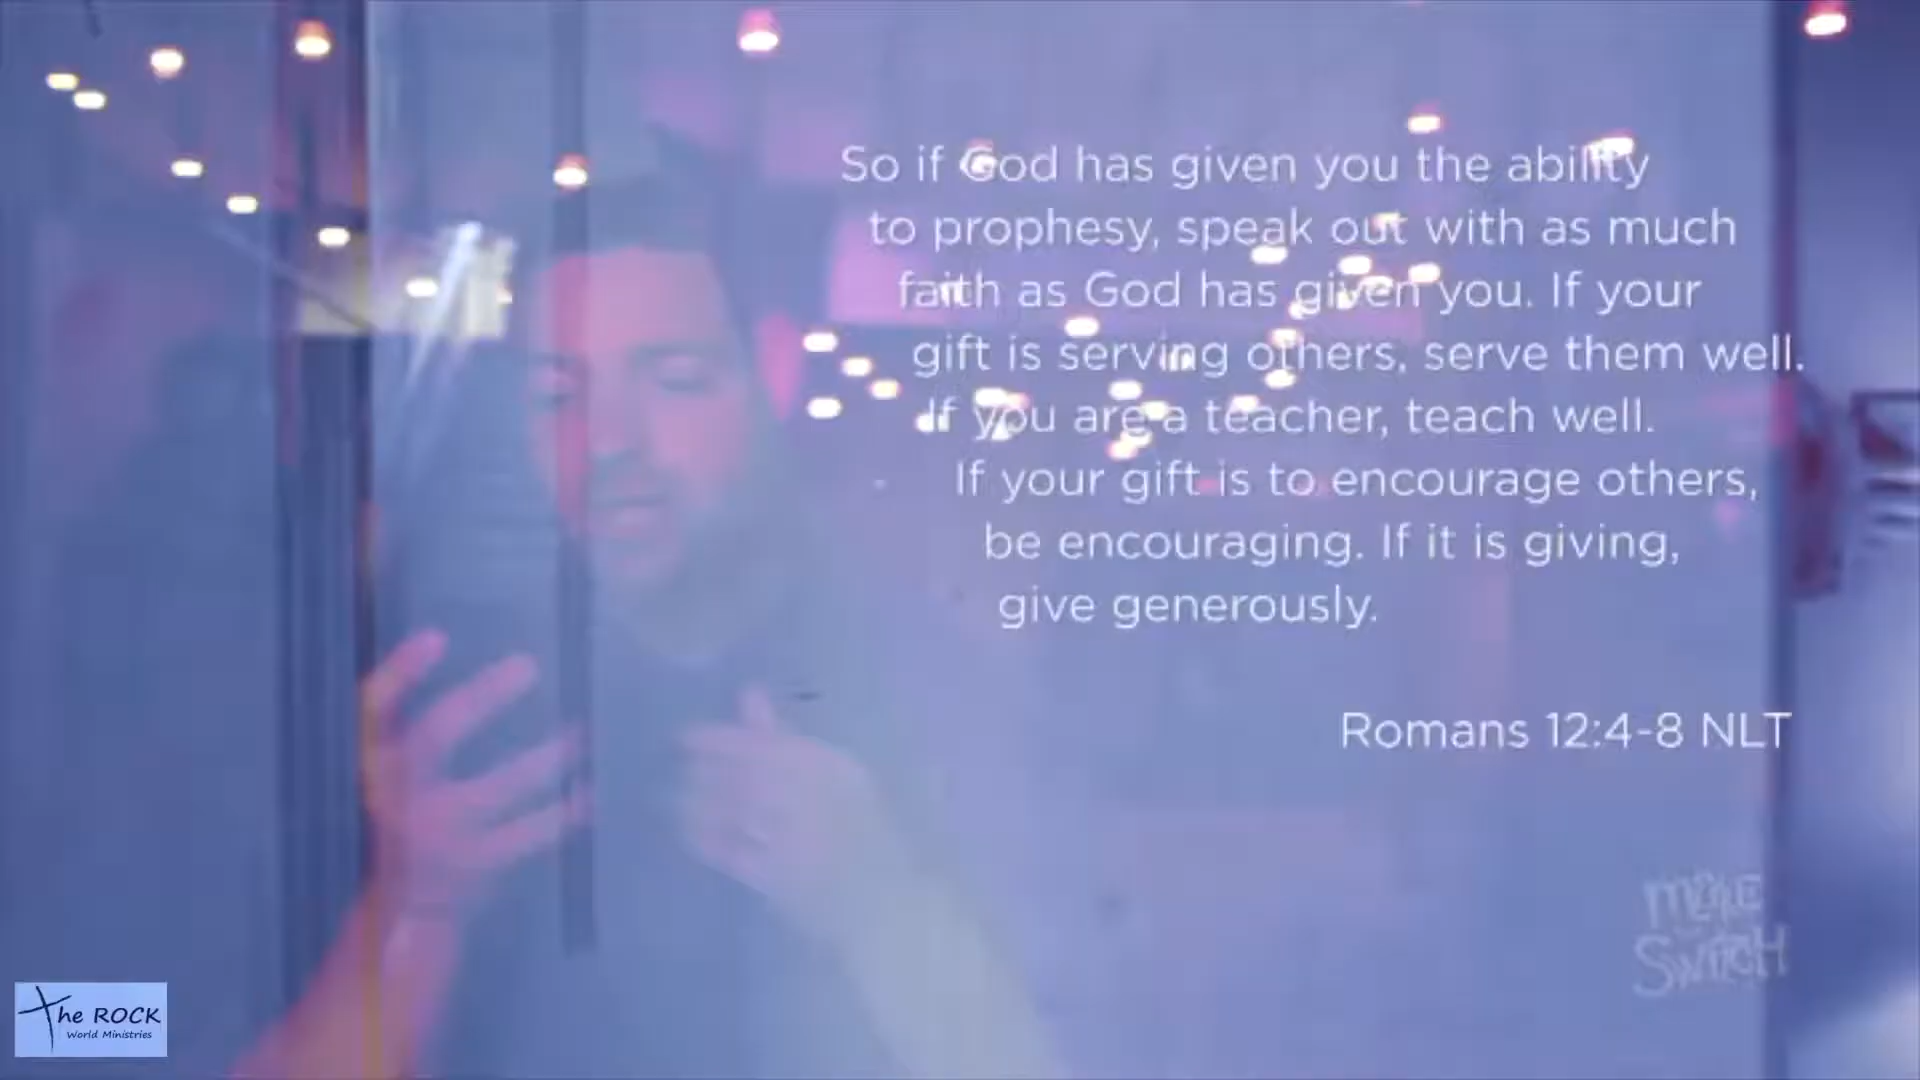 So if God has given you the ability
to prophesy, speak out with as much
faith as God has given you. If your
gift is serving others, serve them well.
If you are a teacher, teach well.
If your gift is to encourage others,
be encouraging. If it is giving,
give generously.
Romans 12:4-8 NLT
MAKE
THE
SWITCH
The ROCK
World Ministries